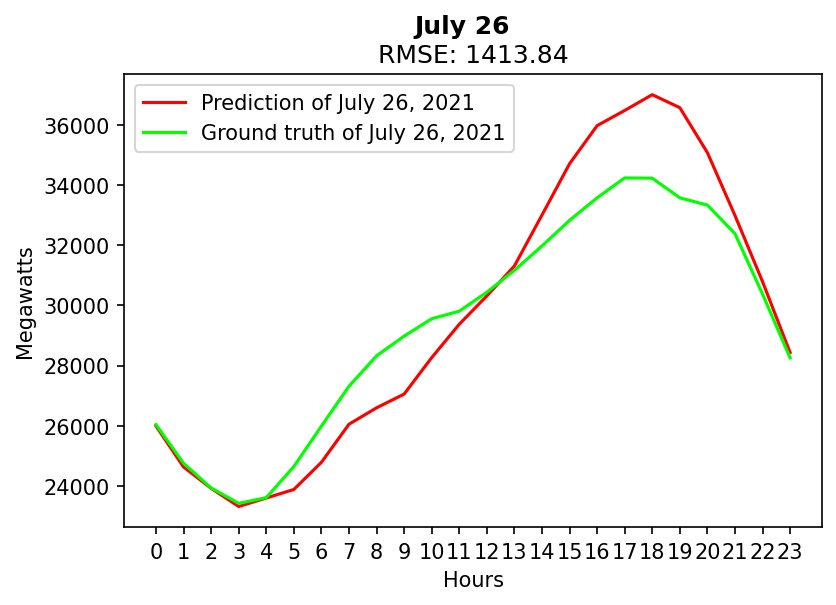 July 26
RMSE: 1413.84
Prediction of July 26, 2021
Ground truth of July 26, 2021
36000
34000
32000
30000
28000
26000
24000
Megawatts
0 1 2 3 4 5 6 7 8 9 10 11 12 13 14 15 16 17 18 19 20 21 22 23
Hours